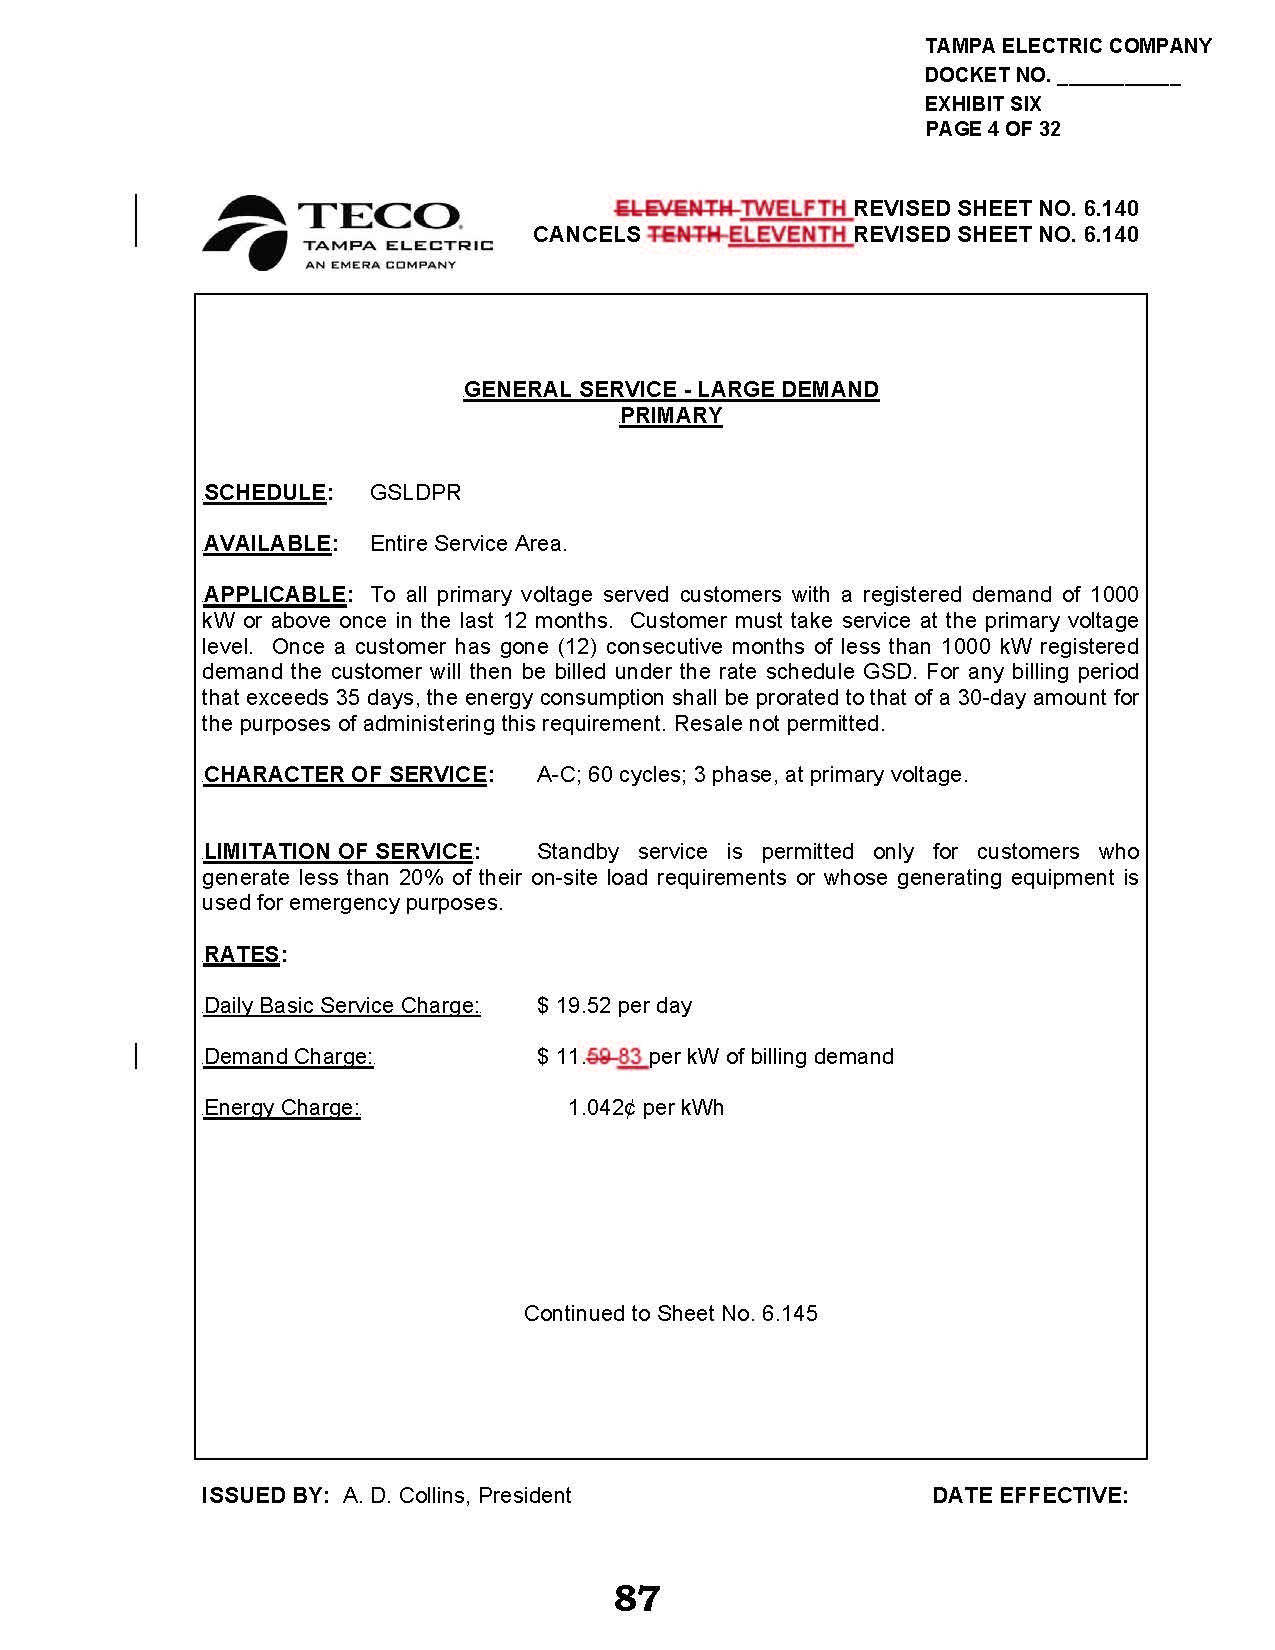 TAMPA ELECTRIC COMPANY
DOCKET NO. ___________
EXHIBIT SIX
PAGE 4 OF 32
TECO
TAMPA ELECTRIC
AN EMERA COMPANY
ELEVENTH TWELFTH REVISED SHEET NO. 6.140
CANCELS TENTH ELEVENTH REVISED SHEET NO. 6.140
GENERAL SERVICE - LARGE DEMAND
PRIMARY
SCHEDULE: GSLDPR
AVAILABLE: Entire Service Area.
APPLICABLE: To all primary voltage served customers with a registered demand of 1000
kW or above once in the last 12 months. Customer must take service at the primary voltage
level. Once a customer has gone (12) consecutive months of less than 1000 kW registered
demand the customer will then be billed under the rate schedule GSD. For any billing period
that exceeds 35 days, the energy consumption shall be prorated to that of a 30-day amount for
the purposes of administering this requirement. Resale not permitted.
CHARACTER OF SERVICE: A-C; 60 cycles; 3 phase, at primary voltage.
LIMITATION OF SERVICE: Standby service is permitted only for customers who
generate less than 20% of their on-site load requirements or whose generating equipment is
used for emergency purposes.
RATES:
Daily Basic Service Charge: $ 19.52 per day
Demand Charge: $ 11.59 83 per kW of billing demand
Energy Charge: 1.042¢ per kWh
Continued to Sheet No. 6.145
ISSUED BY: A. D. Collins, President DATE EFFECTIVE:
87